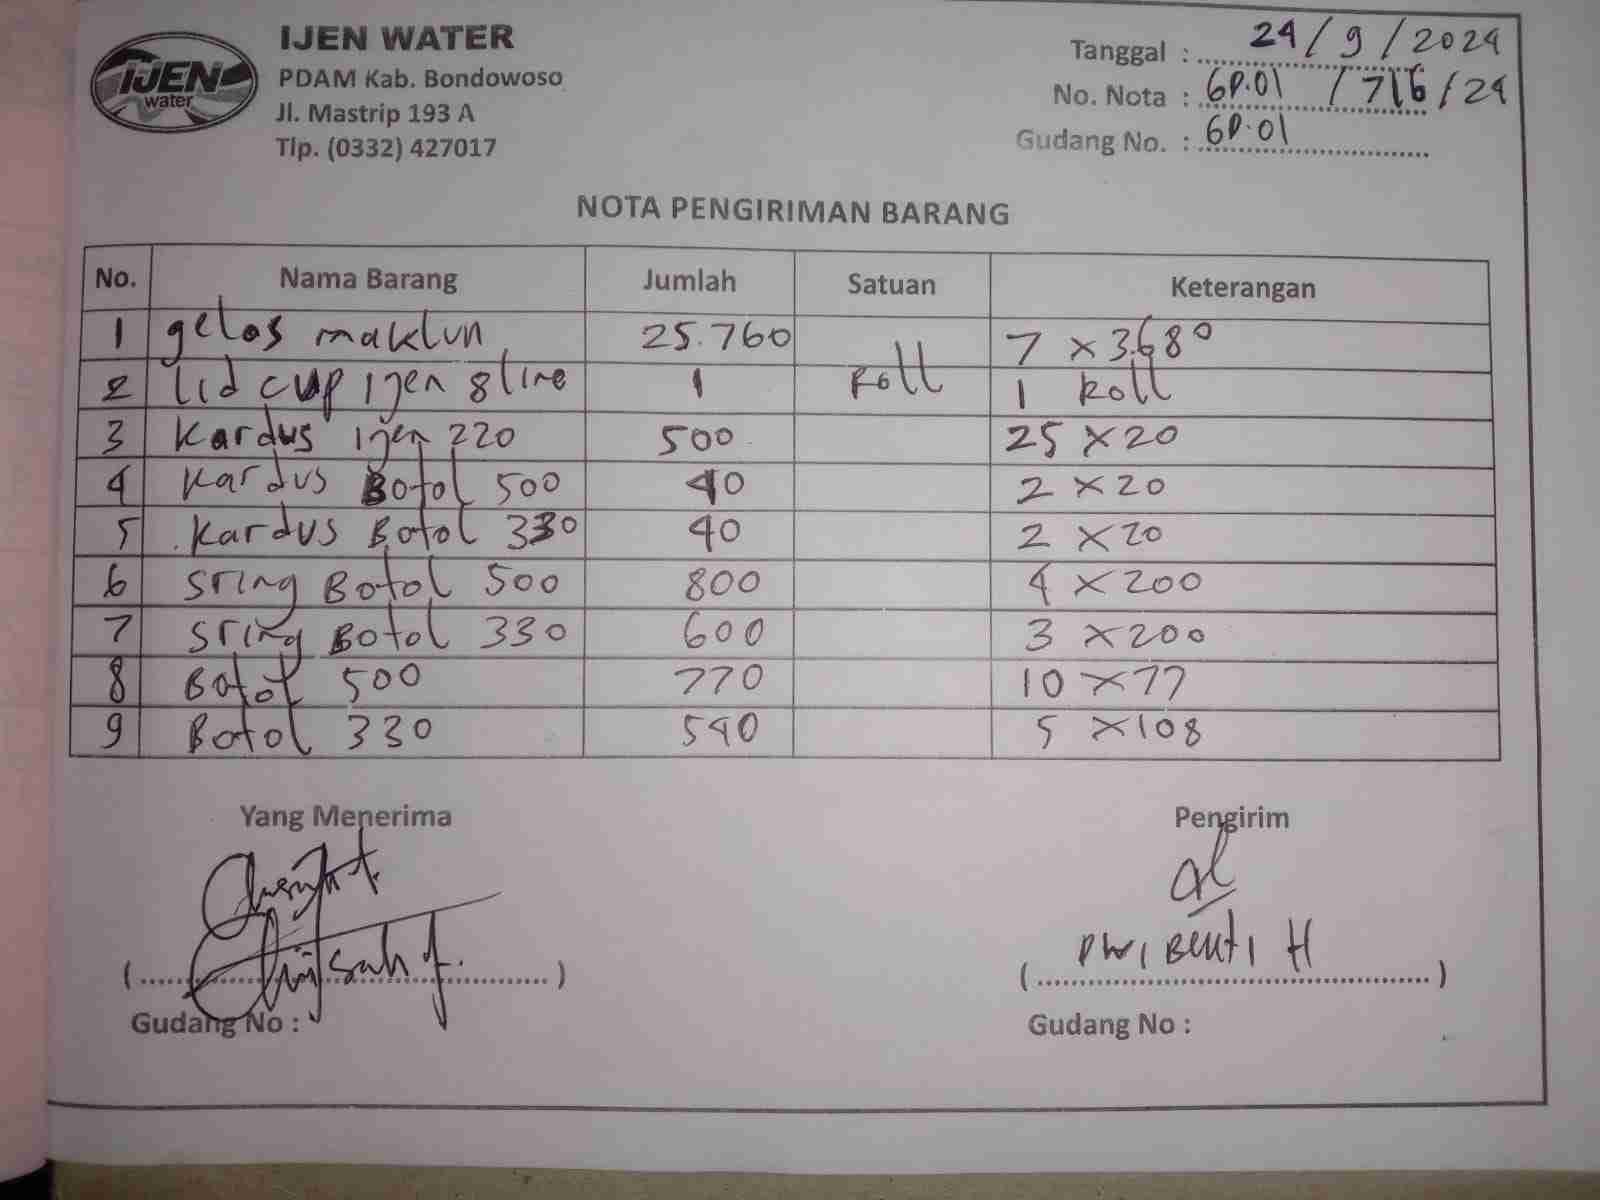 IJEN
water
IJEN WATER
PDAM Kab. Bondowoso
Jl. Mastrip 193 A
Tlp. (0332) 427017
Tanggal : 24 / 9 / 2024
No. Nota : GD.01 / 716 / 24
Gudang No. : GD.01
NOTA PENGIRIMAN BARANG
No. Nama Barang Jumlah Satuan Keterangan
1 gelas maklun 25.760 7 x 3.680
2 Lid cup ijen 8 line 1 Roll 1 Roll
3 Kardus ijen 220 500 25 x 20
4 Kardus Botol 500 40 2 x 20
5 Kardus Botol 330 40 2 x 20
6 Sring Botol 500 800 4 x 200
7 Sring Botol 330 600 3 x 200
8 Botol 500 770 10 x 77
9 Botol 330 540 5 x 108
Yang Menerima Pengirim
(..............................) Dwi Bekti H
Gudang No : Gudang No :